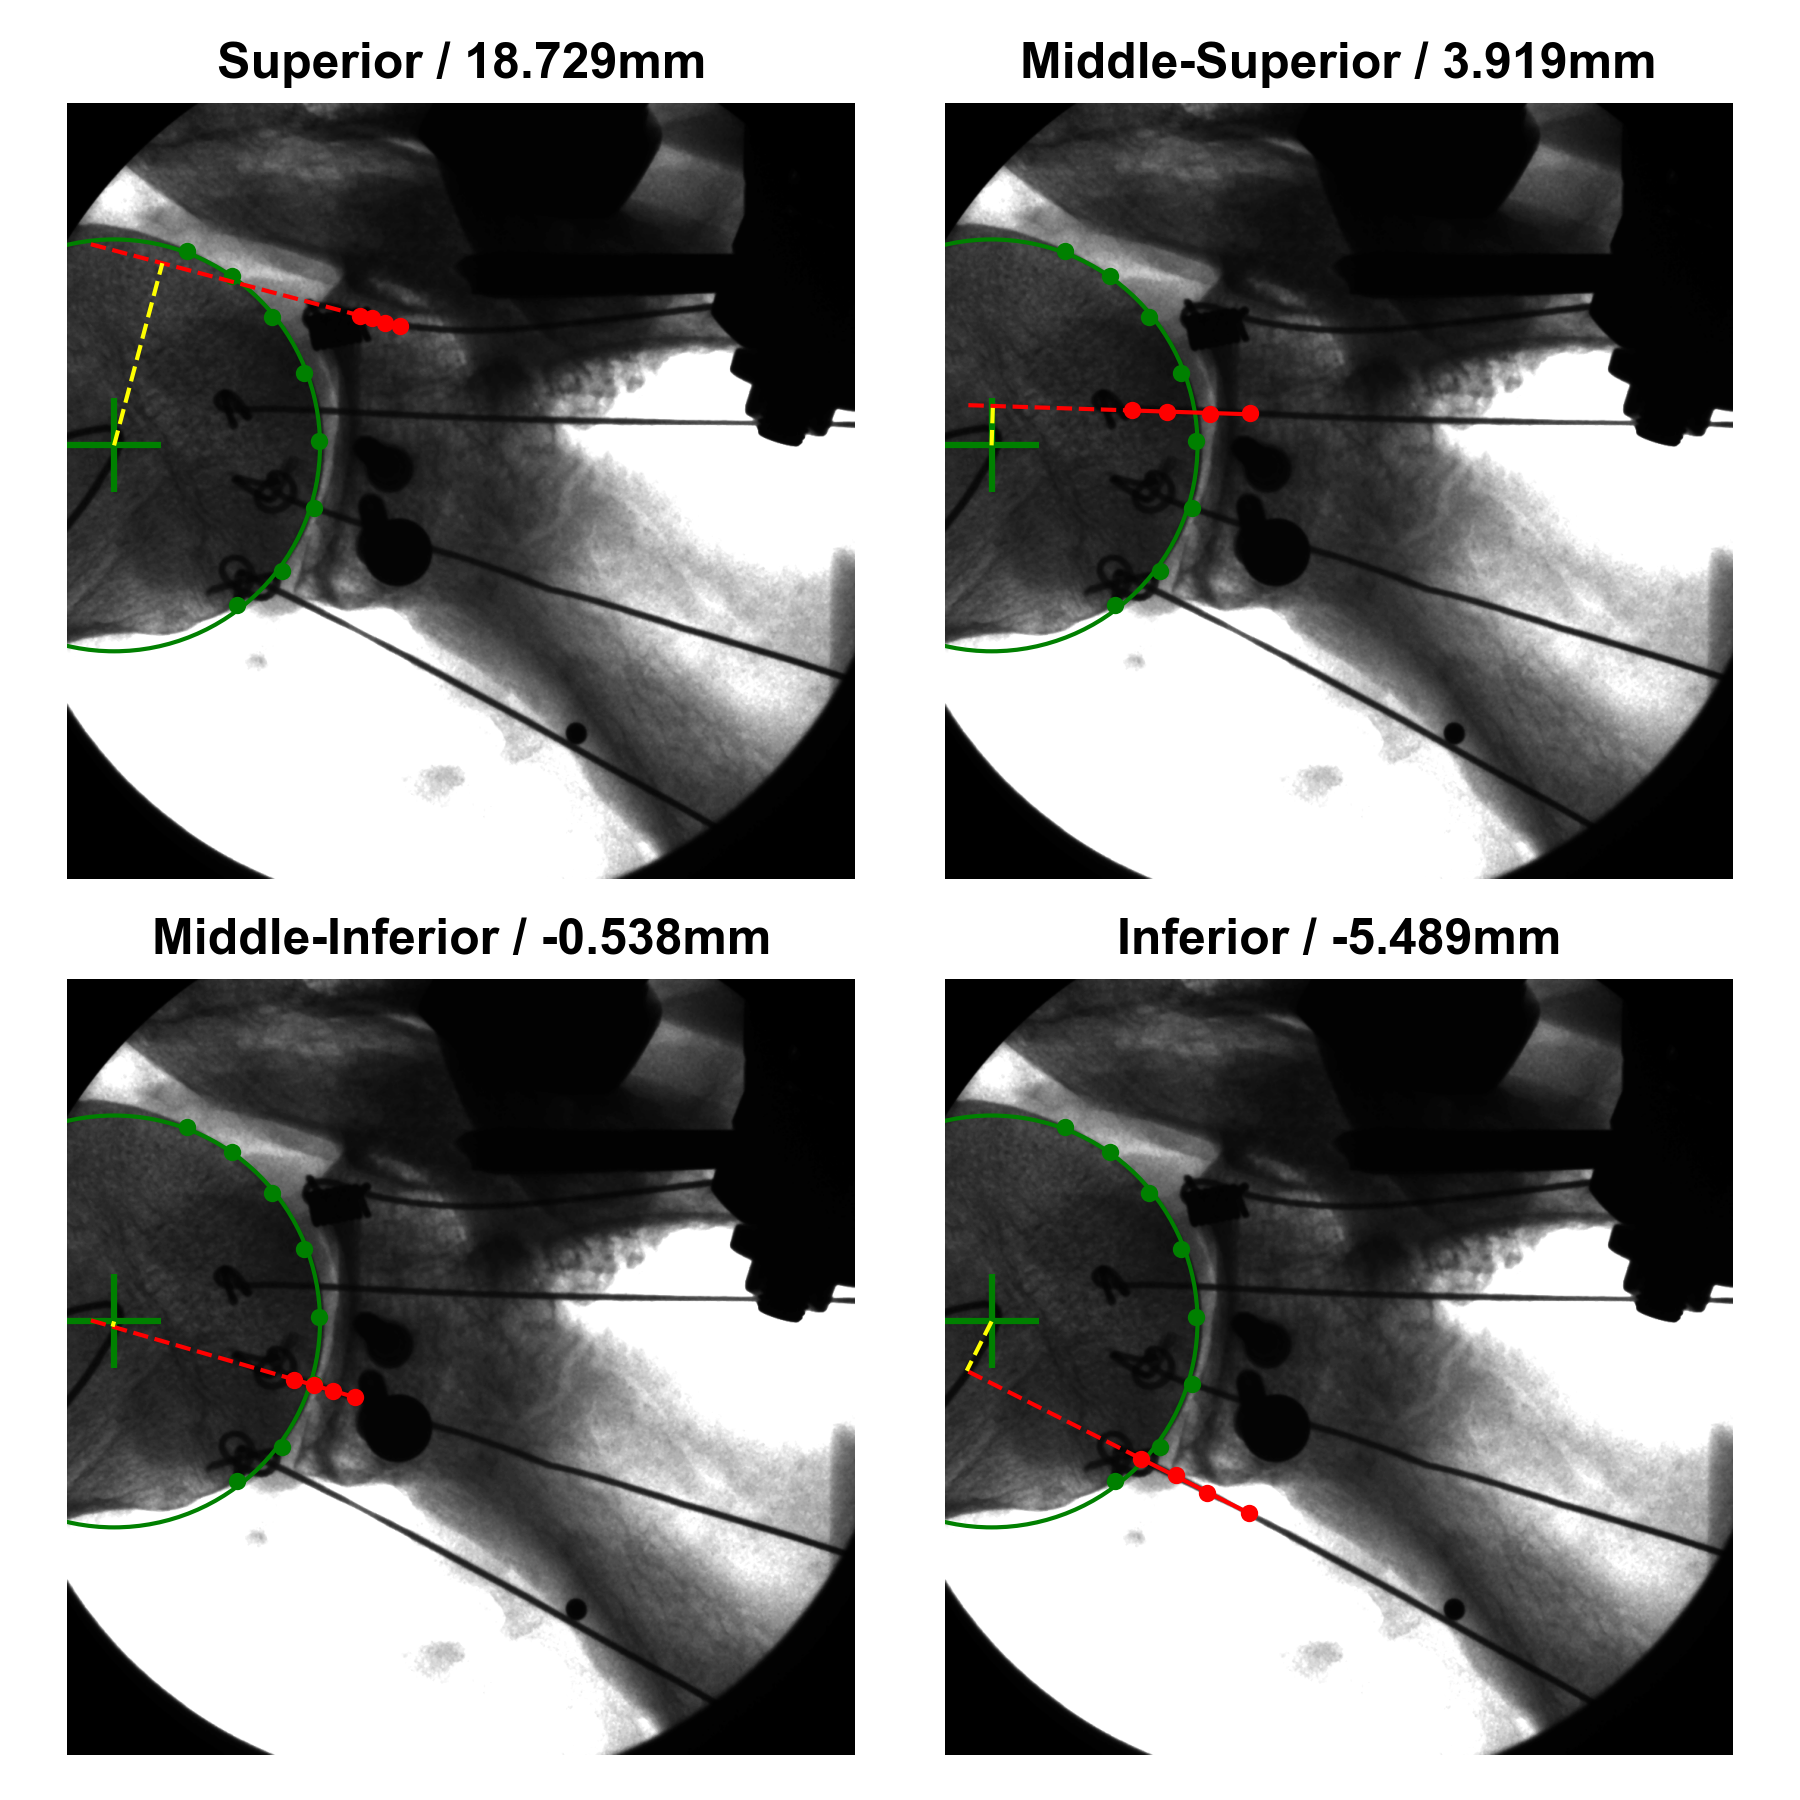 Superior / 18.729mm
Middle-Superior / 3.919mm
Middle-Inferior / -0.538mm
Inferior / -5.489mm